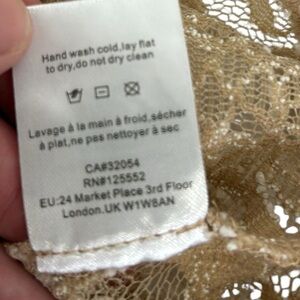 Hand wash cold,lay flat
to dry,do not dry clean
Lavage à la main à froid,sécher
à plat,ne pas nettoyer à sec
CA#32054
RN#125552
EU:24 Market Place 3rd Floor
London.UK W1W8AN